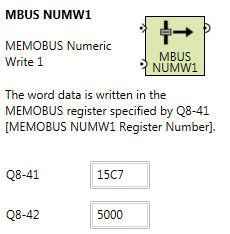 MBUS NUMW1
MEMOBUS Numeric
Write 1
MBUS
NUMW1
The word data is written in the
MEMOBUS register specified by Q8-41
[MEMOBUS NUMW1 Register Number].
Q8-41 15C7
Q8-42 5000